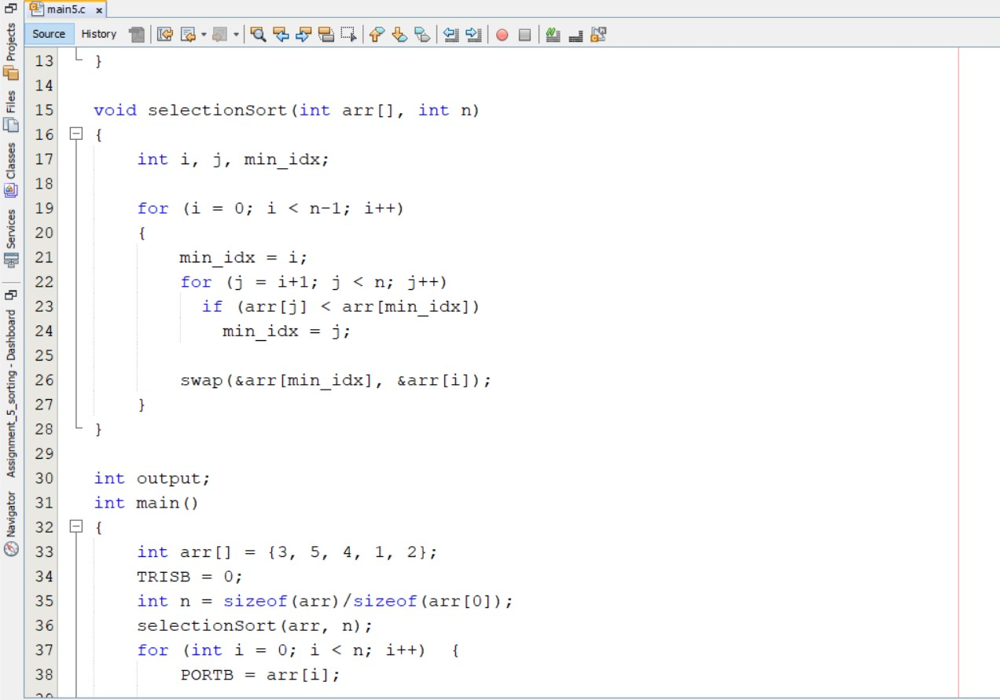 main5.c x
Source History
13 }
14
15 void selectionSort(int arr[], int n)
16 {
17 int i, j, min_idx;
18
19 for (i = 0; i < n-1; i++)
20 {
21 min_idx = i;
22 for (j = i+1; j < n; j++)
23 if (arr[j] < arr[min_idx])
24 min_idx = j;
25
26 swap(&arr[min_idx], &arr[i]);
27 }
28 }
29
30 int output;
31 int main()
32 {
33 int arr[] = {3, 5, 4, 1, 2};
34 TRISB = 0;
35 int n = sizeof(arr)/sizeof(arr[0]);
36 selectionSort(arr, n);
37 for (int i = 0; i < n; i++) {
38 PORTB = arr[i];
Projects
Files
Classes
Services
Assignment_5_sorting - Dashboard
Navigator